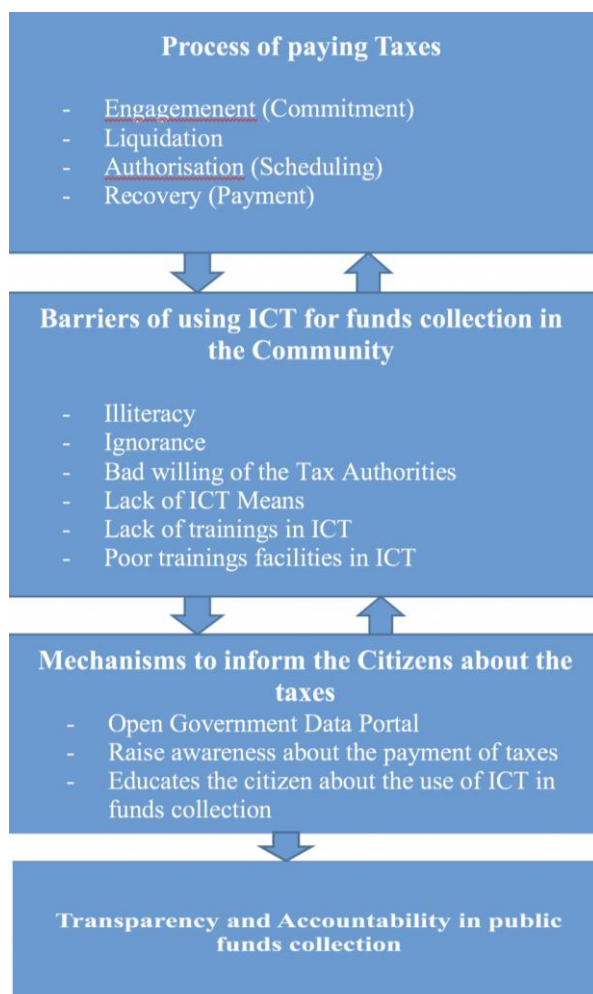 Process of paying Taxes
- Engagemenent (Commitment)
- Liquidation
- Authorisation (Scheduling)
- Recovery (Payment)
Barriers of using ICT for funds collection in
the Community
- Illiteracy
- Ignorance
- Bad willing of the Tax Authorities
- Lack of ICT Means
- Lack of trainings in ICT
- Poor trainings facilities in ICT
Mechanisms to inform the Citizens about the
taxes
- Open Government Data Portal
- Raise awareness about the payment of taxes
- Educates the citizen about the use of ICT in
funds collection
Transparency and Accountability in public
funds collection